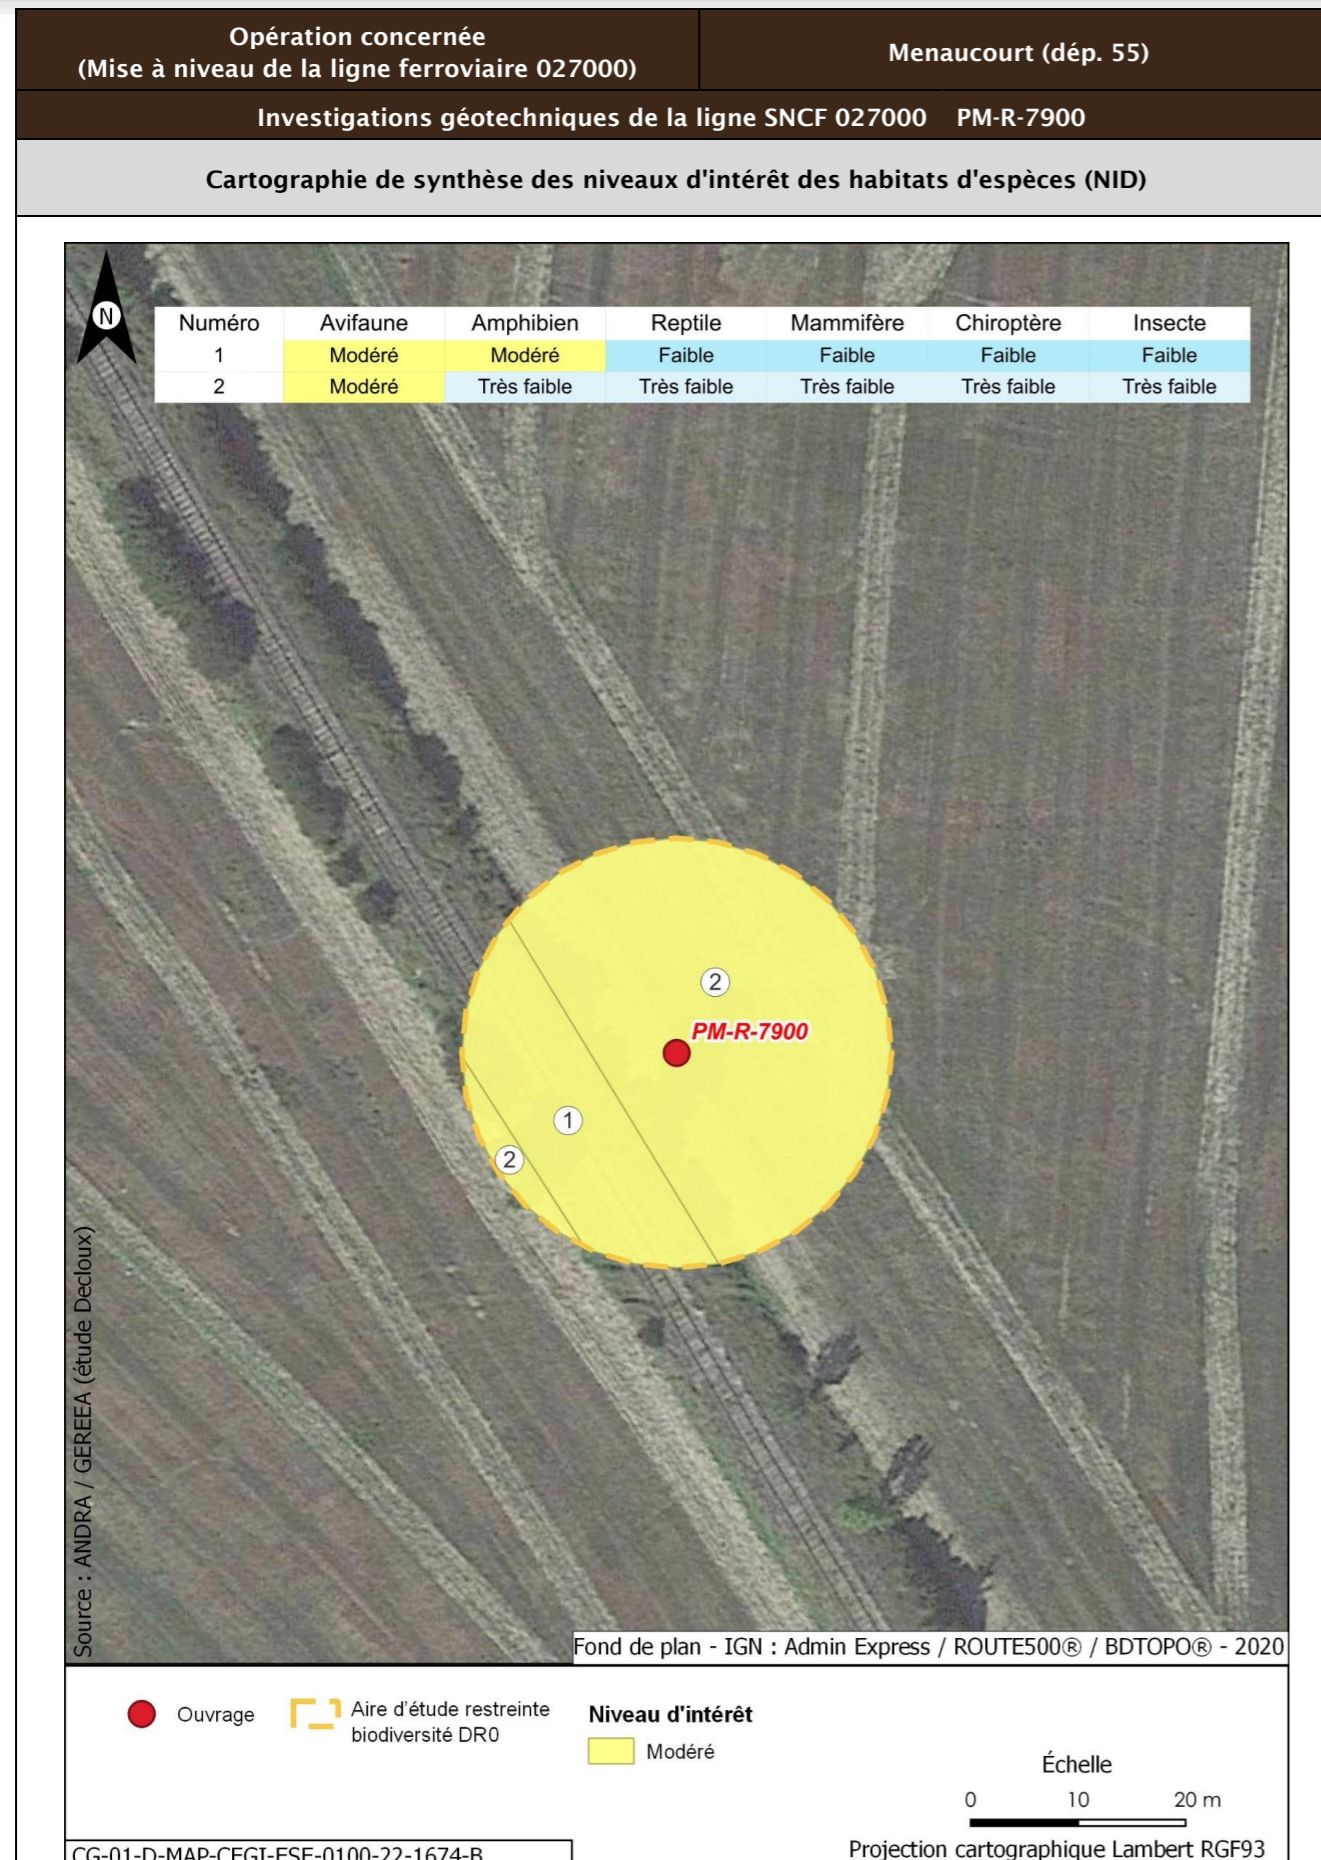 Opération concernée
(Mise à niveau de la ligne ferroviaire 027000)
Menaucourt (dép. 55)
Investigations géotechniques de la ligne SNCF 027000 PM-R-7900
Cartographie de synthèse des niveaux d'intérêt des habitats d'espèces (NID)
N
Numéro Avifaune Amphibien Reptile Mammifère Chiroptère Insecte
1 Modéré Modéré Faible Faible Faible Faible
2 Modéré Très faible Très faible Très faible Très faible Très faible
2
PM-R-7900
1
2
Source : ANDRA / GEREEA (étude Decloux)
Fond de plan - IGN : Admin Express / ROUTE500® / BDTOPO® - 2020
Ouvrage
Aire d'étude restreinte
biodiversité DR0
Niveau d'intérêt
Modéré
Échelle
0 10 20 m
Projection cartographique Lambert RGF93
CG-01-D-MAP-CEGI-ESE-0100-22-1674-B